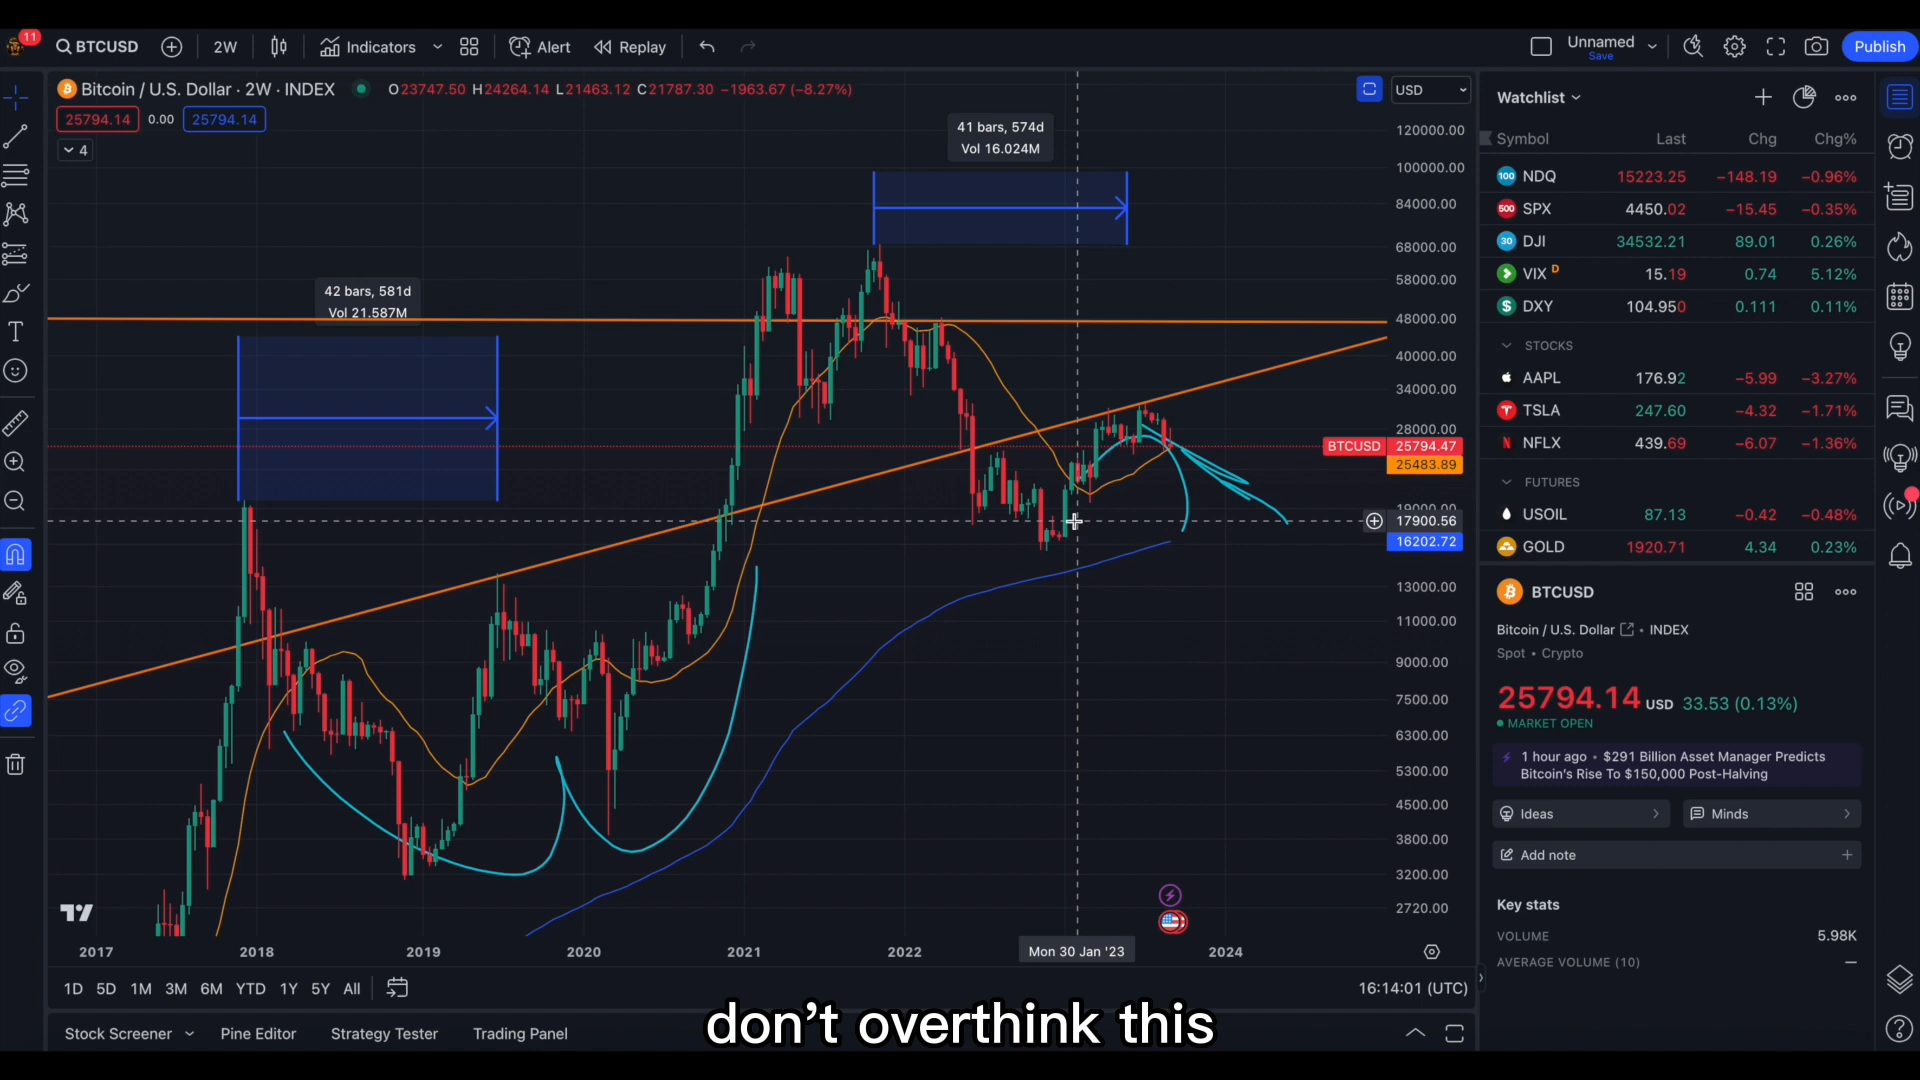 11
BTCUSD
2W
Indicators
Alert
Replay
Unnamed
Save
Publish
Bitcoin / U.S. Dollar · 2W · INDEX
O23747.50 H24264.14 L21463.12 C21787.30 −1963.67 (−8.27%)
25794.14 0.00 25794.14
4
USD
42 bars, 581d
Vol 21.587M
41 bars, 574d
Vol 16.024M
120000.00
100000.00
84000.00
68000.00
58000.00
48000.00
40000.00
34000.00
28000.00
BTCUSD 25794.47
25483.89
19000.00
17900.56
16202.72
13000.00
11000.00
9000.00
7500.00
6300.00
5300.00
4500.00
3800.00
3200.00
2720.00
2017 2018 2019 2020 2021 2022 Mon 30 Jan '23 2024
1D 5D 1M 3M 6M YTD 1Y 5Y All
16:14:01 (UTC)
Stock Screener Pine Editor Strategy Tester Trading Panel
don't overthink this
Watchlist
Symbol Last Chg Chg%
100 NDQ 15223.25 −148.19 −0.96%
500 SPX 4450.02 −15.45 −0.35%
30 DJI 34532.21 89.01 0.26%
VIX D 15.19 0.74 5.12%
$ DXY 104.950 0.111 0.11%
STOCKS
AAPL 176.92 −5.99 −3.27%
TSLA 247.60 −4.32 −1.71%
N NFLX 439.69 −6.07 −1.36%
FUTURES
USOIL 87.13 −0.42 −0.48%
GOLD 1920.71 4.34 0.23%
BTCUSD
Bitcoin / U.S. Dollar • INDEX
Spot • Crypto
25794.14 USD 33.53 (0.13%)
MARKET OPEN
1 hour ago • $291 Billion Asset Manager Predicts
Bitcoin's Rise To $150,000 Post-Halving
Ideas
Minds
Add note
Key stats
VOLUME 5.98K
AVERAGE VOLUME (10) —